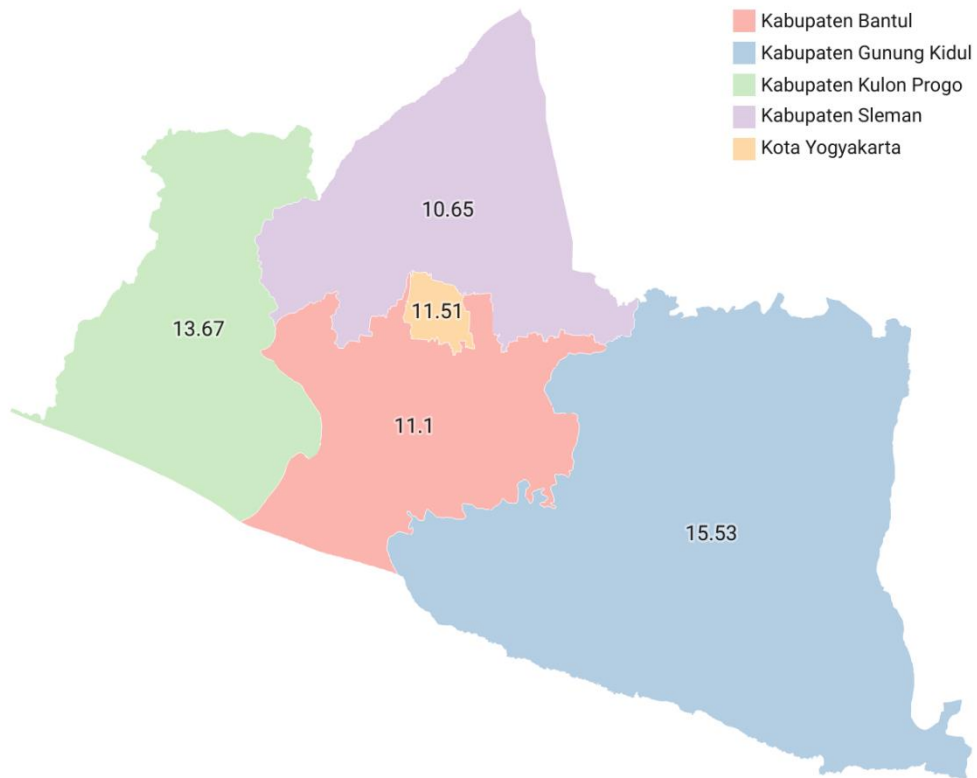 Kabupaten Bantul
Kabupaten Gunung Kidul
Kabupaten Kulon Progo
Kabupaten Sleman
Kota Yogyakarta
10.65
11.51
13.67
11.1
15.53